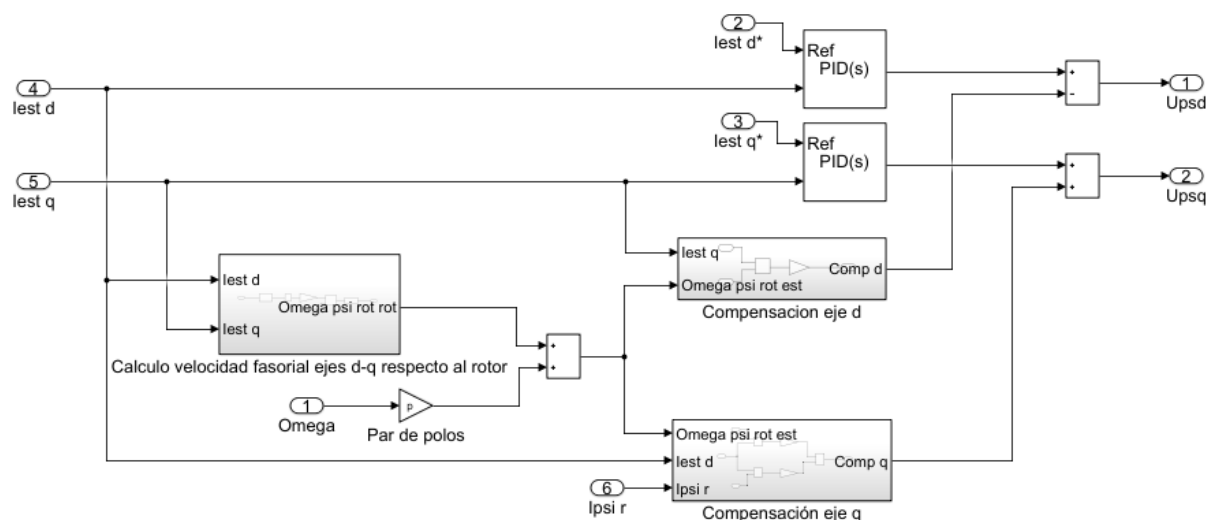 2
Iest d*
Ref
PID(s)
4
Iest d
+
−
1
Upsd
3
Iest q*
Ref
PID(s)
5
Iest q
+
+
2
Upsq
Iest d
Omega psi rot rot
Iest q
Calculo velocidad fasorial ejes d-q respecto al rotor
Iest q
Comp d
Omega psi rot est
Compensacion eje d
+
+
1
Omega
p
Par de polos
Omega psi rot est
Iest d
Comp q
Ipsi r
6
Ipsi r
Compensación eje q